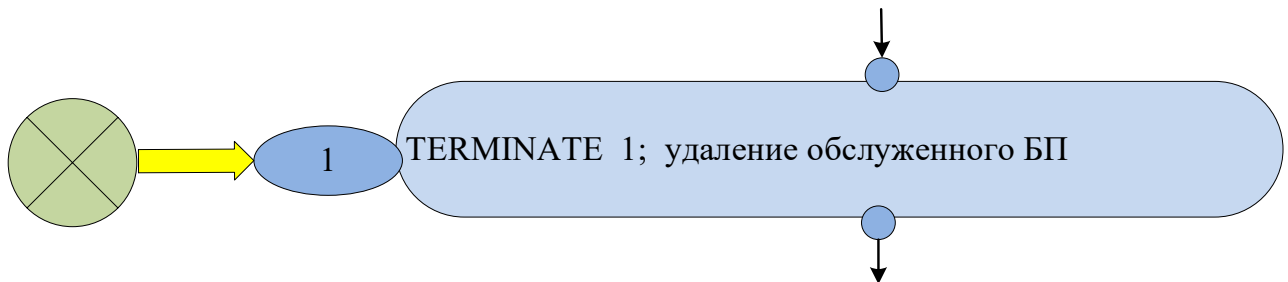 1
TERMINATE 1; удаление обслуженного БП